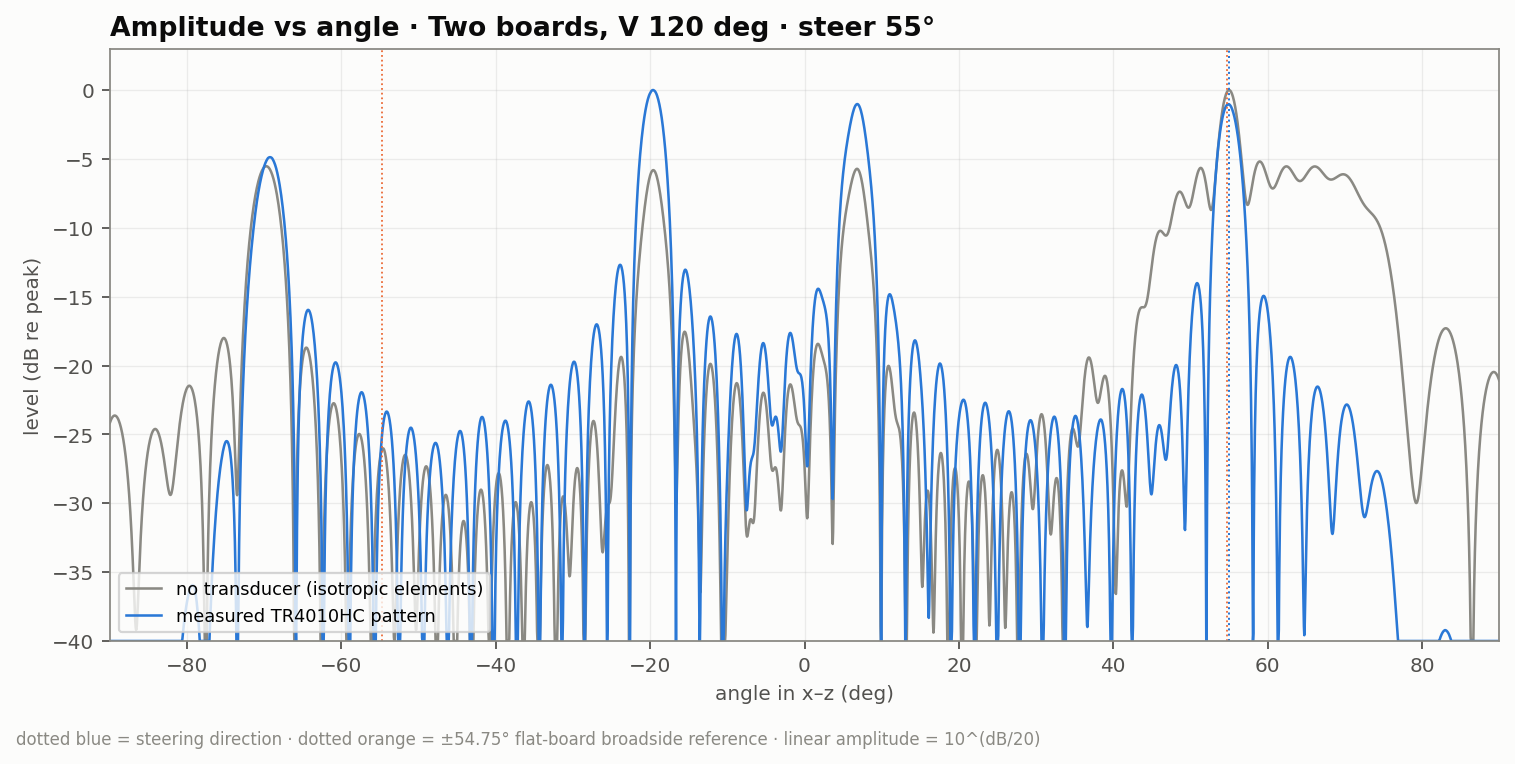 Amplitude vs angle · Two boards, V 120 deg · steer 55°
level (dB re peak)
0
−5
−10
−15
−20
−25
−30
−35
−40
no transducer (isotropic elements)
measured TR4010HC pattern
−80 −60 −40 −20 0 20 40 60 80
angle in x–z (deg)
dotted blue = steering direction · dotted orange = ±54.75° flat-board broadside reference · linear amplitude = 10^(dB/20)